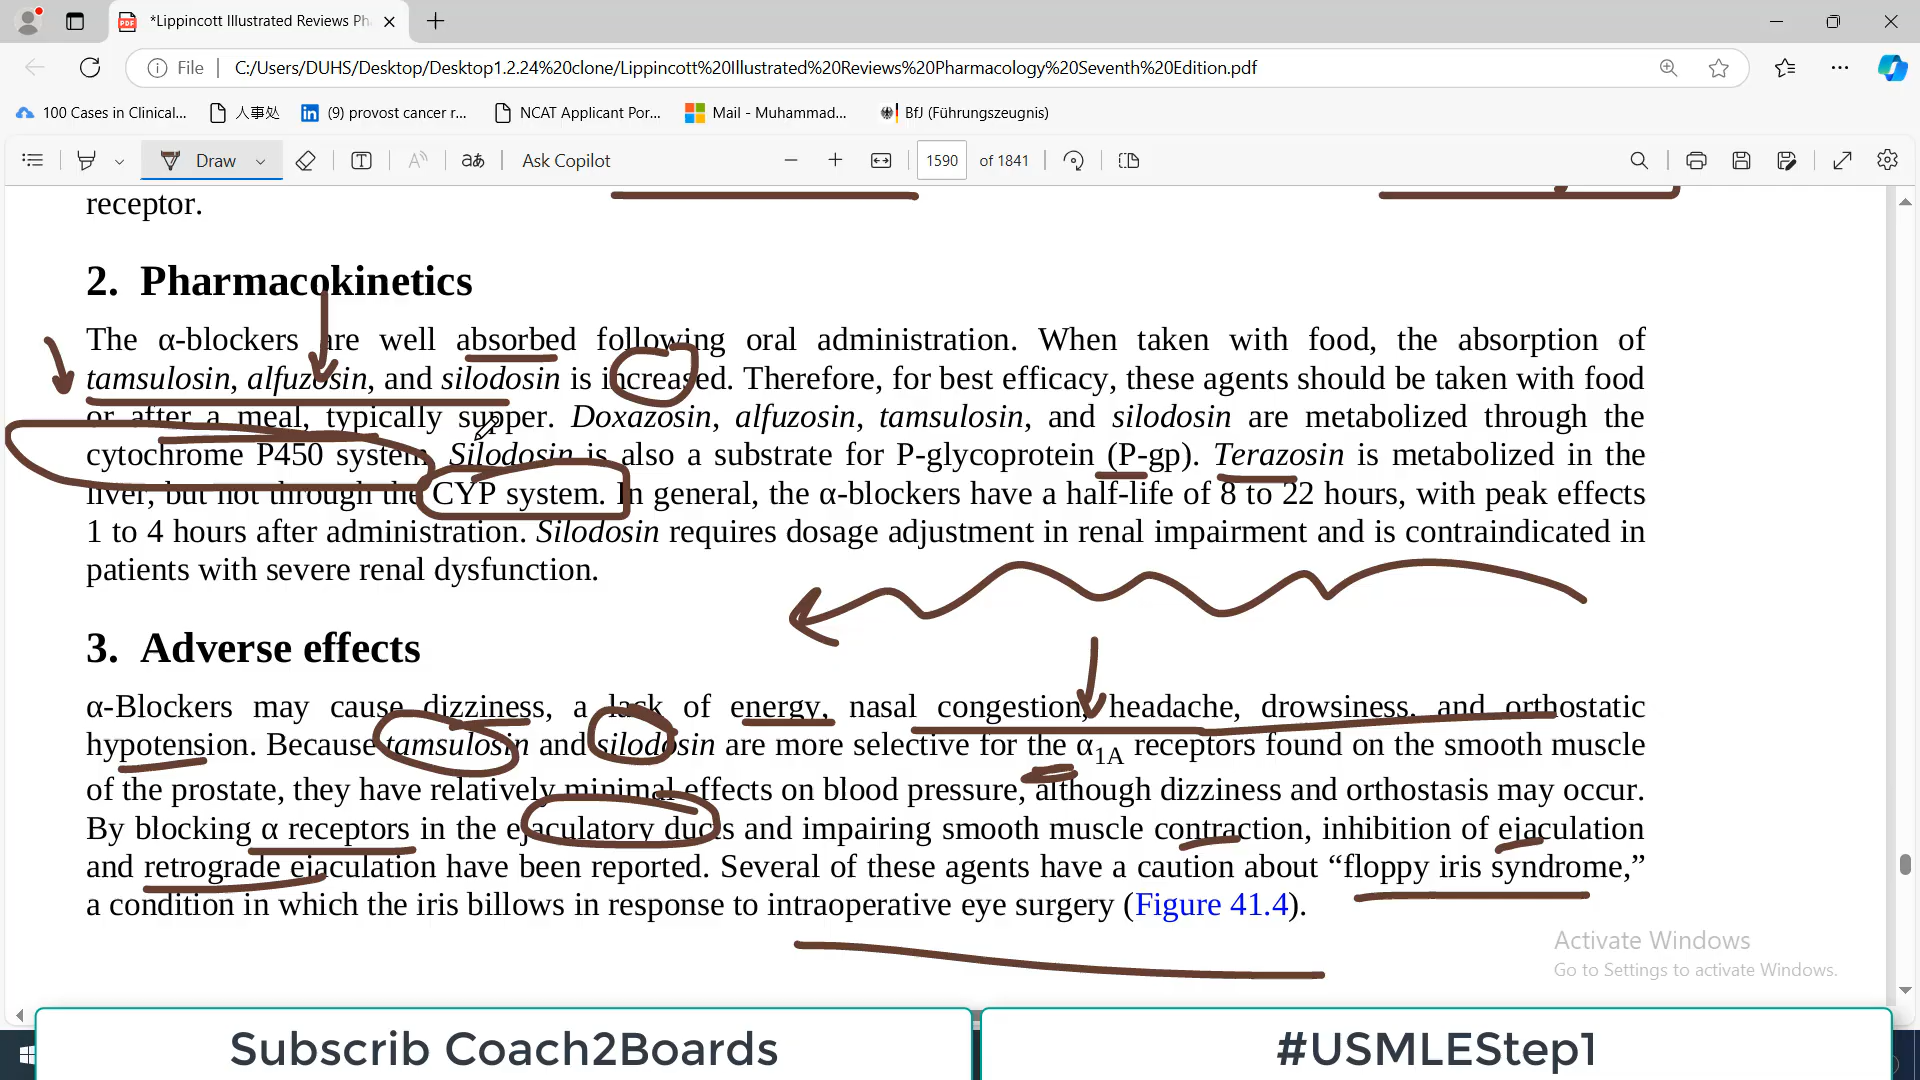 *Lippincott Illustrated Reviews Ph
File C:/Users/DUHS/Desktop/Desktop1.2.24%20clone/Lippincott%20Illustrated%20Reviews%20Pharmacology%20Seventh%20Edition.pdf
100 Cases in Clinical... 人事处 (9) provost cancer r... NCAT Applicant Por... Mail - Muhammad... BfJ (Führungszeugnis)
Draw T aあ Ask Copilot 1590 of 1841
receptor.
2. Pharmacokinetics
The α-blockers are well absorbed following oral administration. When taken with food, the absorption of
tamsulosin, alfuzosin, and silodosin is increased. Therefore, for best efficacy, these agents should be taken with food
or after a meal, typically supper. Doxazosin, alfuzosin, tamsulosin, and silodosin are metabolized through the
cytochrome P450 system. Silodosin is also a substrate for P-glycoprotein (P-gp). Terazosin is metabolized in the
liver, but not through the CYP system. In general, the α-blockers have a half-life of 8 to 22 hours, with peak effects
1 to 4 hours after administration. Silodosin requires dosage adjustment in renal impairment and is contraindicated in
patients with severe renal dysfunction.
3. Adverse effects
α-Blockers may cause dizziness, a lack of energy, nasal congestion, headache, drowsiness, and orthostatic
hypotension. Because tamsulosin and silodosin are more selective for the α1A receptors found on the smooth muscle
of the prostate, they have relatively minimal effects on blood pressure, although dizziness and orthostasis may occur.
By blocking α receptors in the ejaculatory ducts and impairing smooth muscle contraction, inhibition of ejaculation
and retrograde ejaculation have been reported. Several of these agents have a caution about “floppy iris syndrome,”
a condition in which the iris billows in response to intraoperative eye surgery (Figure 41.4).
Activate Windows
Go to Settings to activate Windows.
Subscrib Coach2Boards
#USMLEStep1